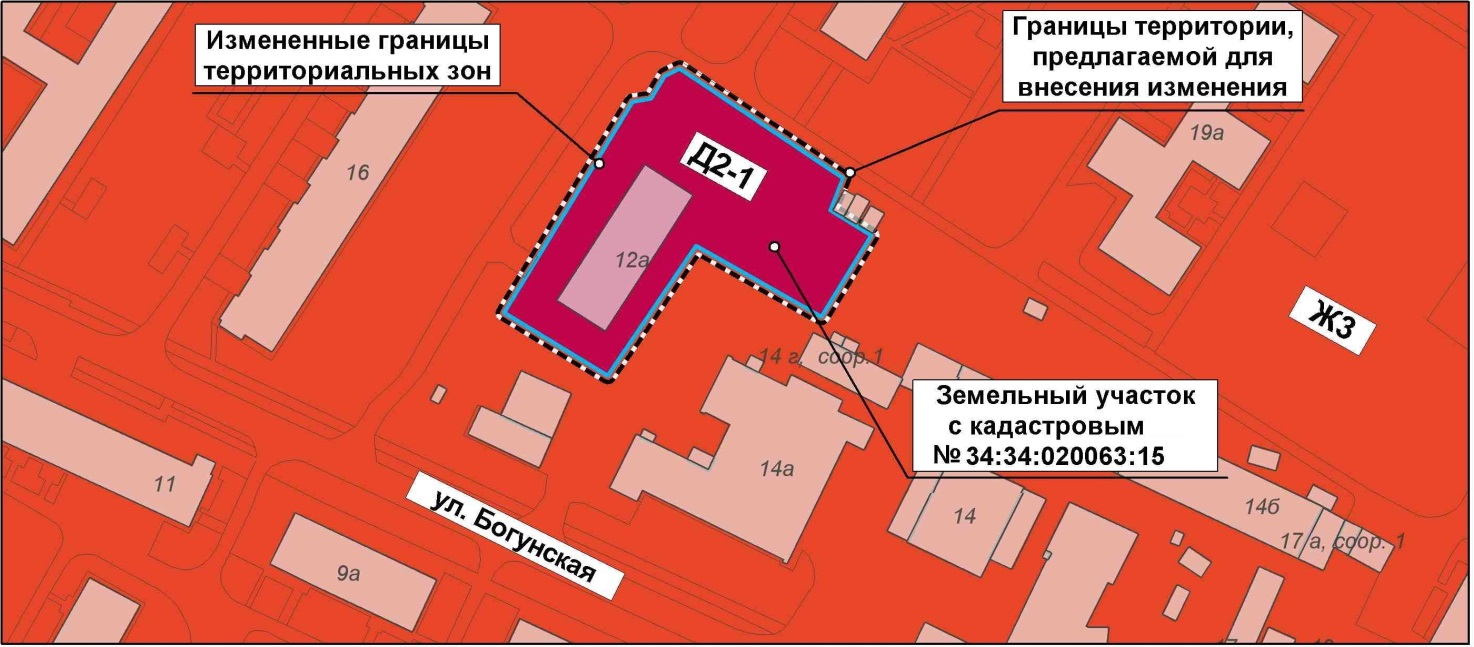 Измененные границы
территориальных зон
Границы территории,
предлагаемой для
внесения изменения
19а
16
Д2-1
12а
Ж3
14 г, соор.1
Земельный участок
с кадастровым
№ 34:34:020063:15
14а
11
14
14б
ул. Богунская
17 а, соор. 1
9а